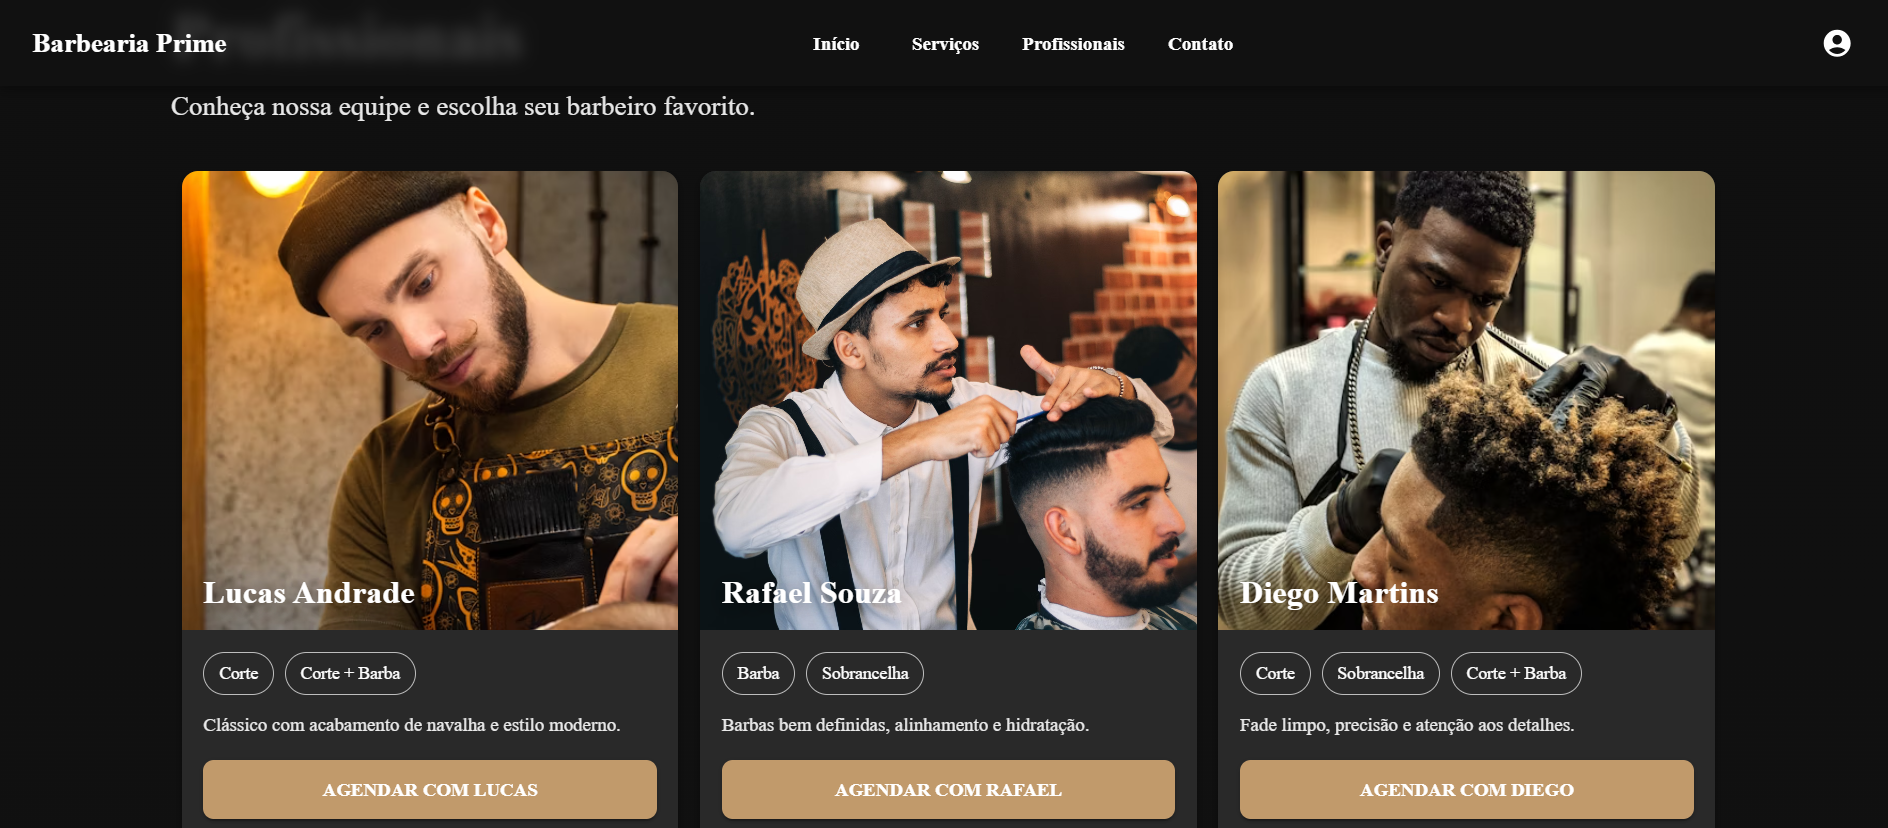 Barbearia Prime
Início Serviços Profissionais Contato
Profissionais
Conheça nossa equipe e escolha seu barbeiro favorito.
Lucas Andrade
Corte Corte + Barba
Clássico com acabamento de navalha e estilo moderno.
AGENDAR COM LUCAS
Rafael Souza
Barba Sobrancelha
Barbas bem definidas, alinhamento e hidratação.
AGENDAR COM RAFAEL
Diego Martins
Corte Sobrancelha Corte + Barba
Fade limpo, precisão e atenção aos detalhes.
AGENDAR COM DIEGO